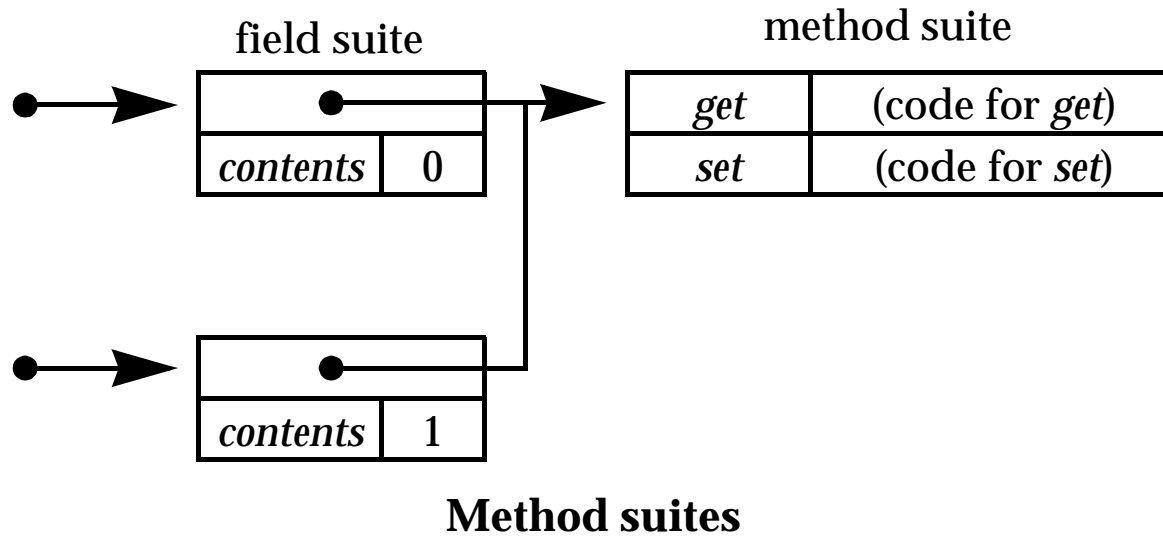 field suite
method suite
get (code for get)
contents 0
set (code for set)
contents 1
Method suites